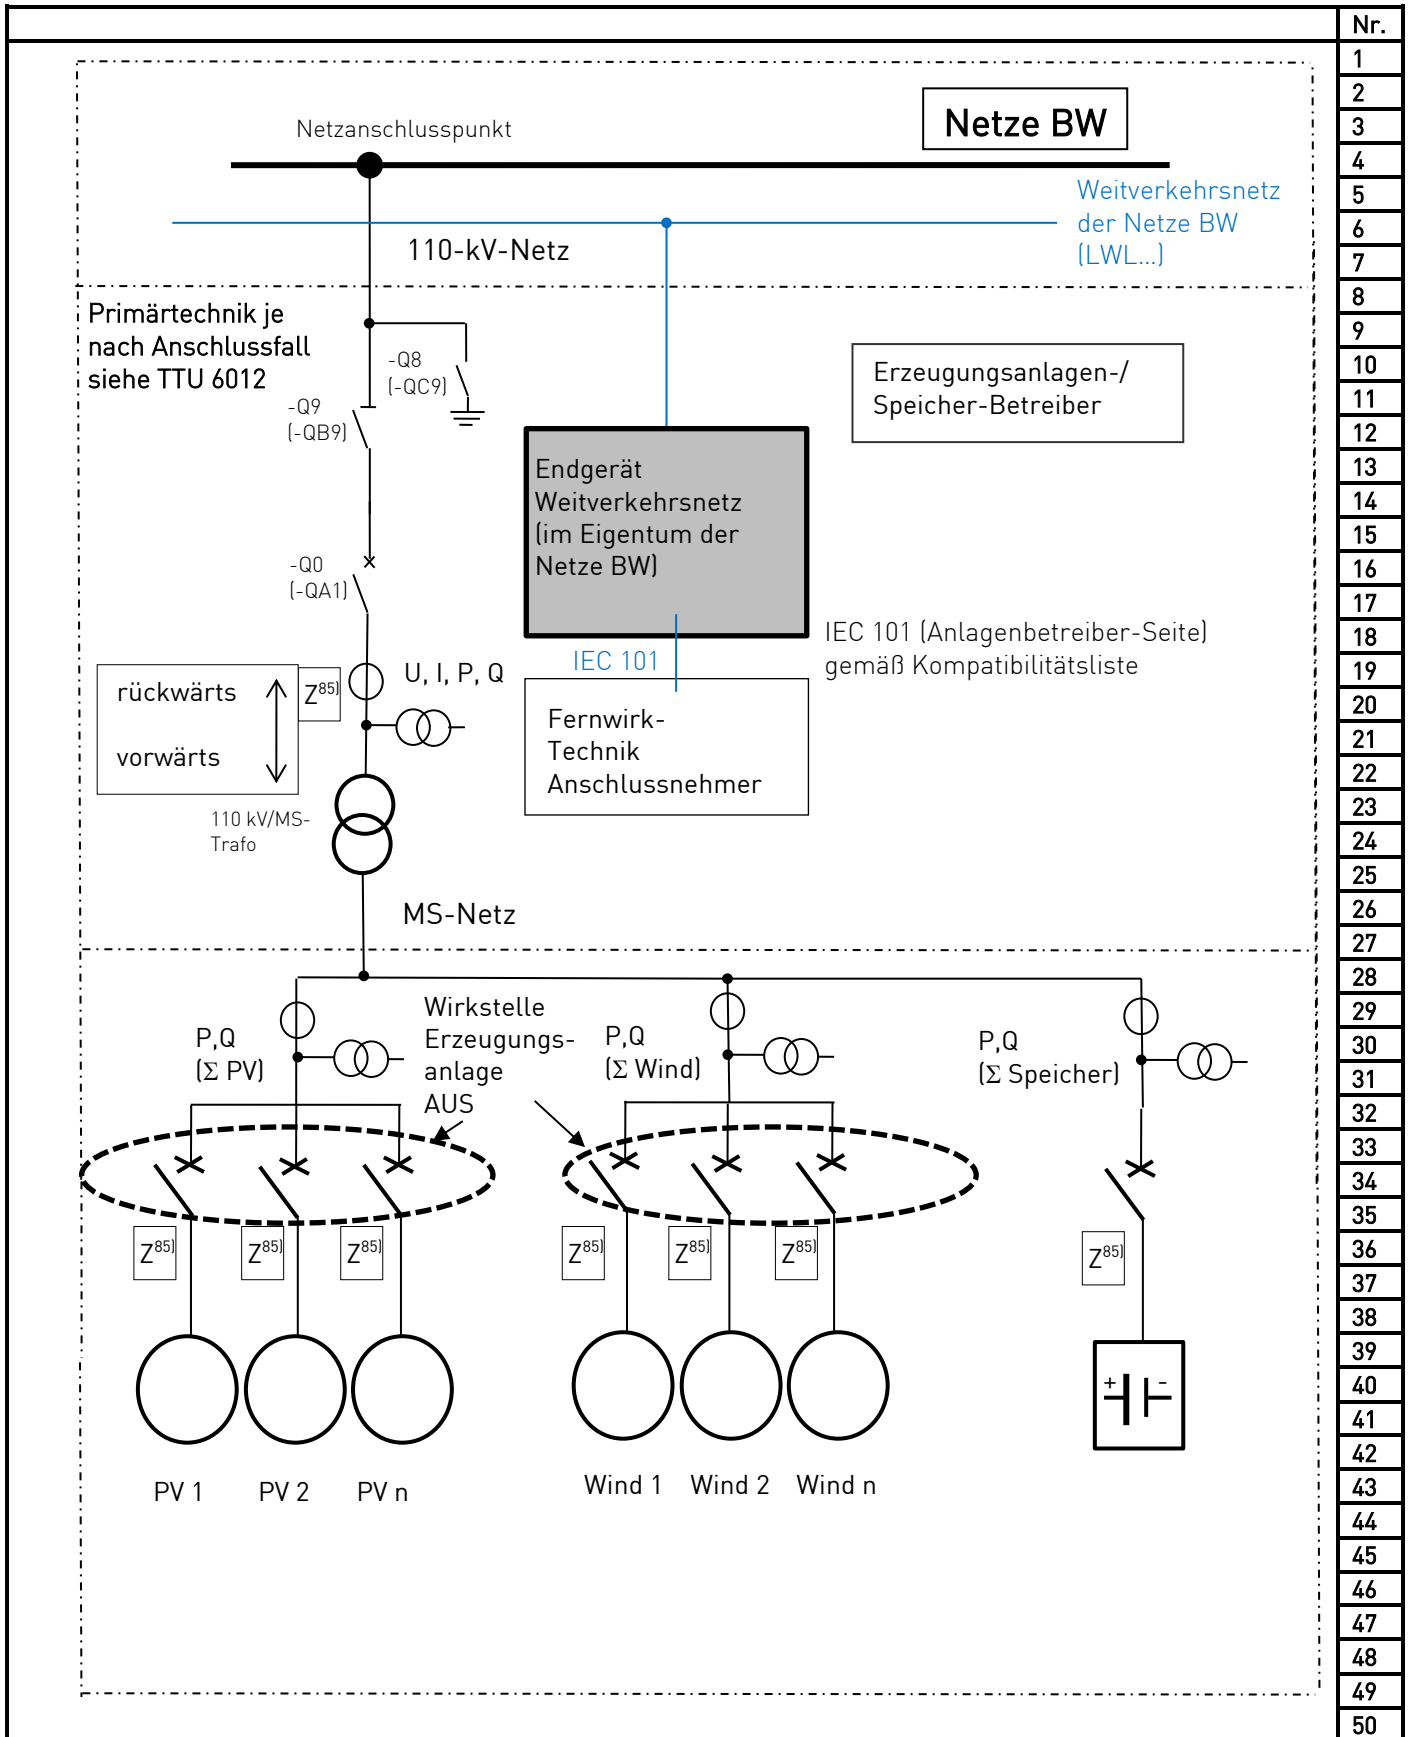 Nr.
1
2
3
4
5
6
7
8
9
10
11
12
13
14
15
16
17
18
19
20
21
22
23
24
25
26
27
28
29
30
31
32
33
34
35
36
37
38
39
40
41
42
43
44
45
46
47
48
49
50
Netze BW
Netzanschlusspunkt
Weitverkehrsnetz
der Netze BW
(LWL...)
110-kV-Netz
Primärtechnik je
nach Anschlussfall
siehe TTU 6012
-Q8
(-QC9)
-Q9
(-QB9)
Erzeugungsanlagen-/
Speicher-Betreiber
Endgerät
Weitverkehrsnetz
(im Eigentum der
Netze BW)
-Q0
(-QA1)
IEC 101 (Anlagenbetreiber-Seite)
gemäß Kompatibilitätsliste
IEC 101
U, I, P, Q
rückwärts
vorwärts
Z85)
Fernwirk-
Technik
Anschlussnehmer
110 kV/MS-
Trafo
MS-Netz
Wirkstelle
Erzeugungs-
anlage
AUS
P,Q
(Σ PV)
P,Q
(Σ Wind)
P,Q
(Σ Speicher)
Z85)
Z85)
Z85)
Z85)
Z85)
Z85)
Z85)
+ -
PV 1
PV 2
PV n
Wind 1
Wind 2
Wind n